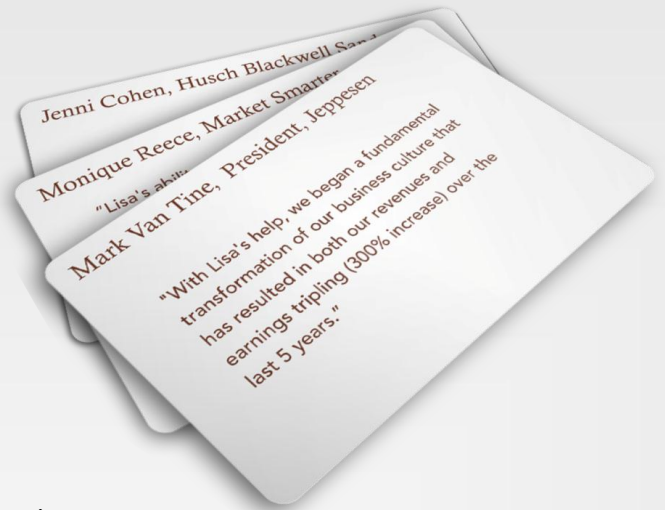 Jenni Cohen, Husch Blackwell
Monique Reece, Market Smarter
"Lisa's
Mark Van Tine, President, Jeppesen
"With Lisa's help, we began a fundamental
transformation of our business culture that
has resulted in both our revenues and
earnings tripling (300% increase) over the
last 5 years."